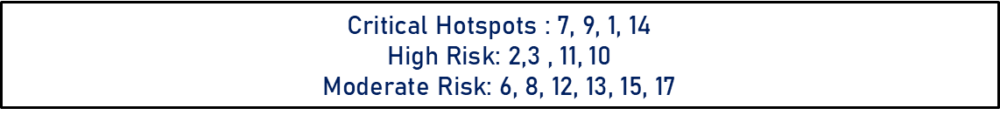 Critical Hotspots : 7, 9, 1, 14
High Risk: 2,3 , 11, 10
Moderate Risk: 6, 8, 12, 13, 15, 17